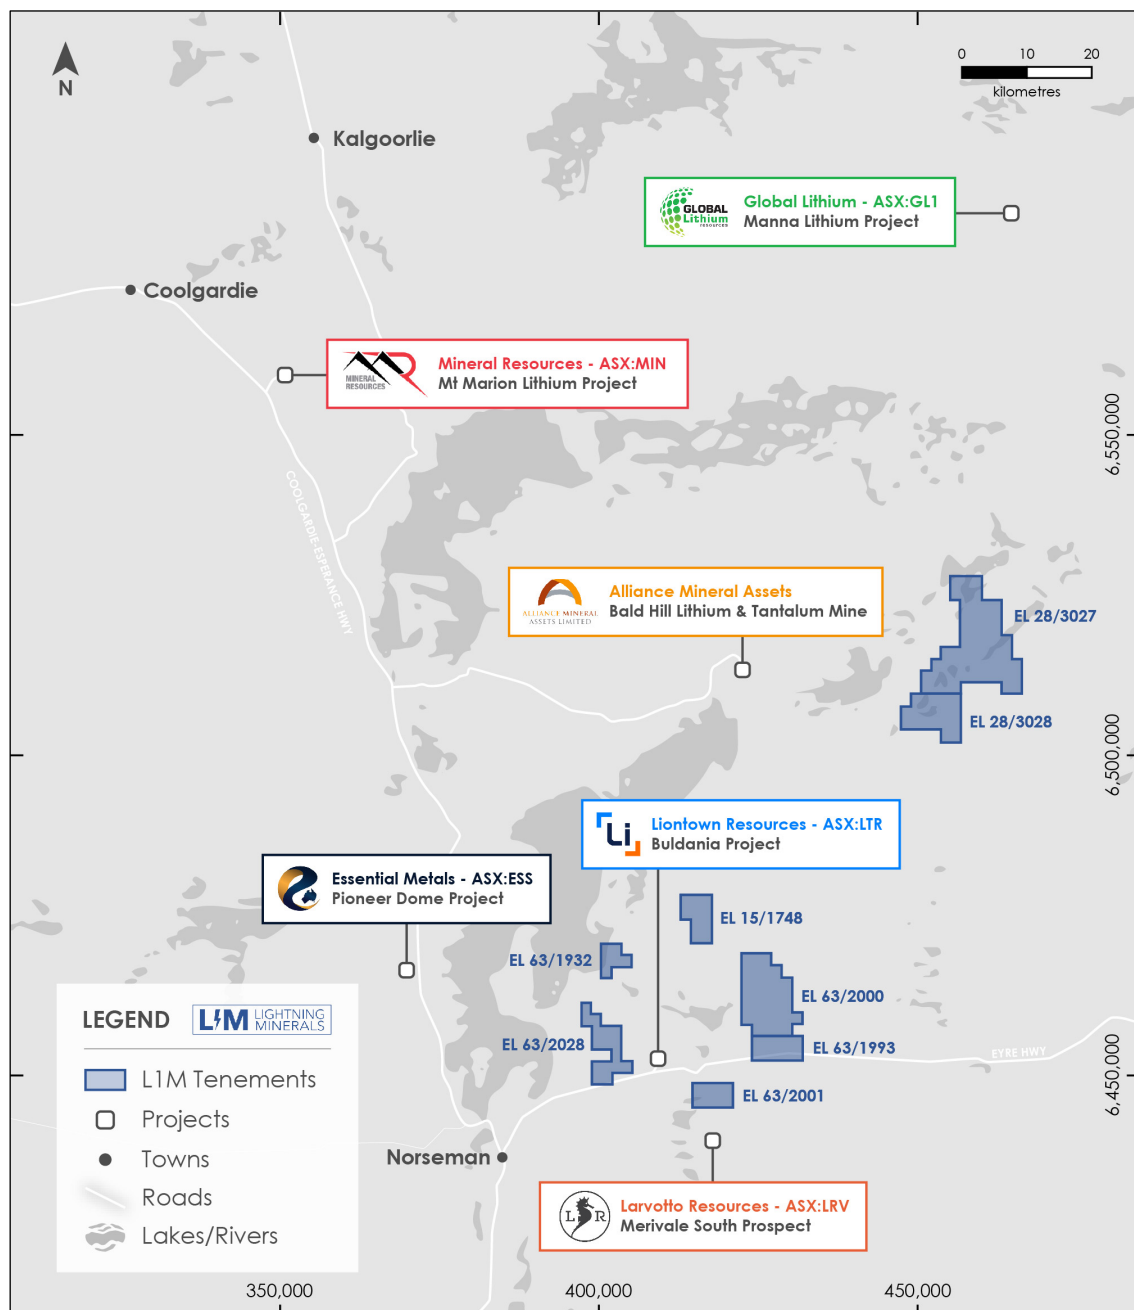 N
0 10 20
kilometres
Kalgoorlie
GLOBAL
Lithium
RESOURCES
Global Lithium - ASX:GL1
Manna Lithium Project
Coolgardie
MINERAL
RESOURCES
Mineral Resources - ASX:MIN
Mt Marion Lithium Project
6,550,000
COOLGARDIE-ESPERANCE HWY
ALLIANCE MINERAL
ASSETS LIMITED
Alliance Mineral Assets
Bald Hill Lithium & Tantalum Mine
EL 28/3027
EL 28/3028
6,500,000
Li
Liontown Resources - ASX:LTR
Buldania Project
Essential Metals - ASX:ESS
Pioneer Dome Project
EL 15/1748
EL 63/1932
EL 63/2000
EL 63/2028
EL 63/1993
EYRE HWY
6,450,000
EL 63/2001
Norseman
L R
Larvotto Resources - ASX:LRV
Merivale South Prospect
LEGEND
L1M LIGHTNING
MINERALS
L1M Tenements
Projects
Towns
Roads
Lakes/Rivers
350,000
400,000
450,000